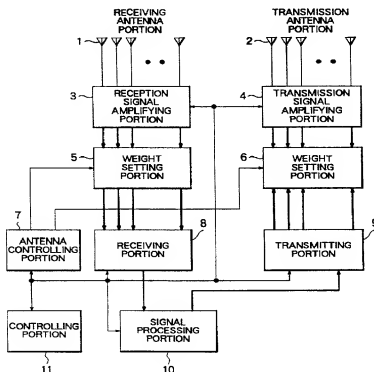 RECEIVING
ANTENNA
PORTION
TRANSMISSION
ANTENNA
PORTION
1
2
RECEPTION
SIGNAL
AMPLIFYING
PORTION
3
TRANSMISSION
SIGNAL
AMPLIFYING
PORTION
4
5
WEIGHT
SETTING
PORTION
6
WEIGHT
SETTING
PORTION
7
ANTENNA
CONTROLLING
PORTION
8
RECEIVING
PORTION
9
TRANSMITTING
PORTION
CONTROLLING
PORTION
11
SIGNAL
PROCESSING
PORTION
10